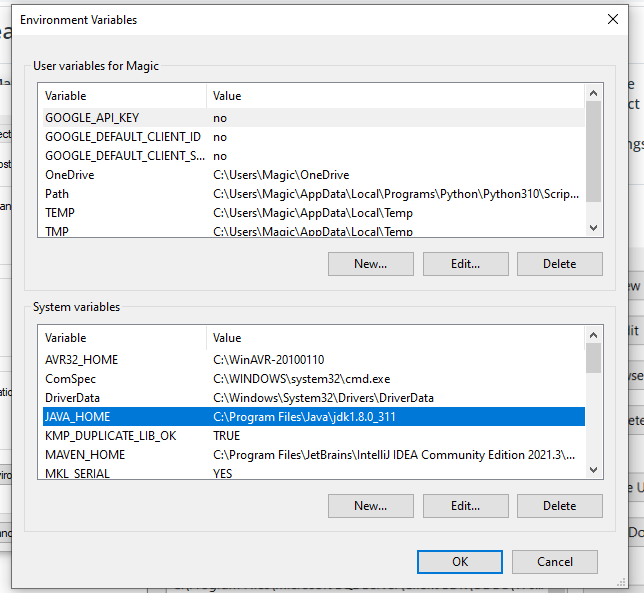 Environment Variables
User variables for Magic
Variable Value
GOOGLE_API_KEY no
GOOGLE_DEFAULT_CLIENT_ID no
GOOGLE_DEFAULT_CLIENT_S... no
OneDrive C:\Users\Magic\OneDrive
Path C:\Users\Magic\AppData\Local\Programs\Python\Python310\Scrip...
TEMP C:\Users\Magic\AppData\Local\Temp
TMP C:\Users\Magic\AppData\Local\Temp
New... Edit... Delete
System variables
Variable Value
AVR32_HOME C:\WinAVR-20100110
ComSpec C:\WINDOWS\system32\cmd.exe
DriverData C:\Windows\System32\Drivers\DriverData
JAVA_HOME C:\Program Files\Java\jdk1.8.0_311
KMP_DUPLICATE_LIB_OK TRUE
MAVEN_HOME C:\Program Files\JetBrains\IntelliJ IDEA Community Edition 2021.3\...
MKL_SERIAL YES
New... Edit... Delete
OK Cancel